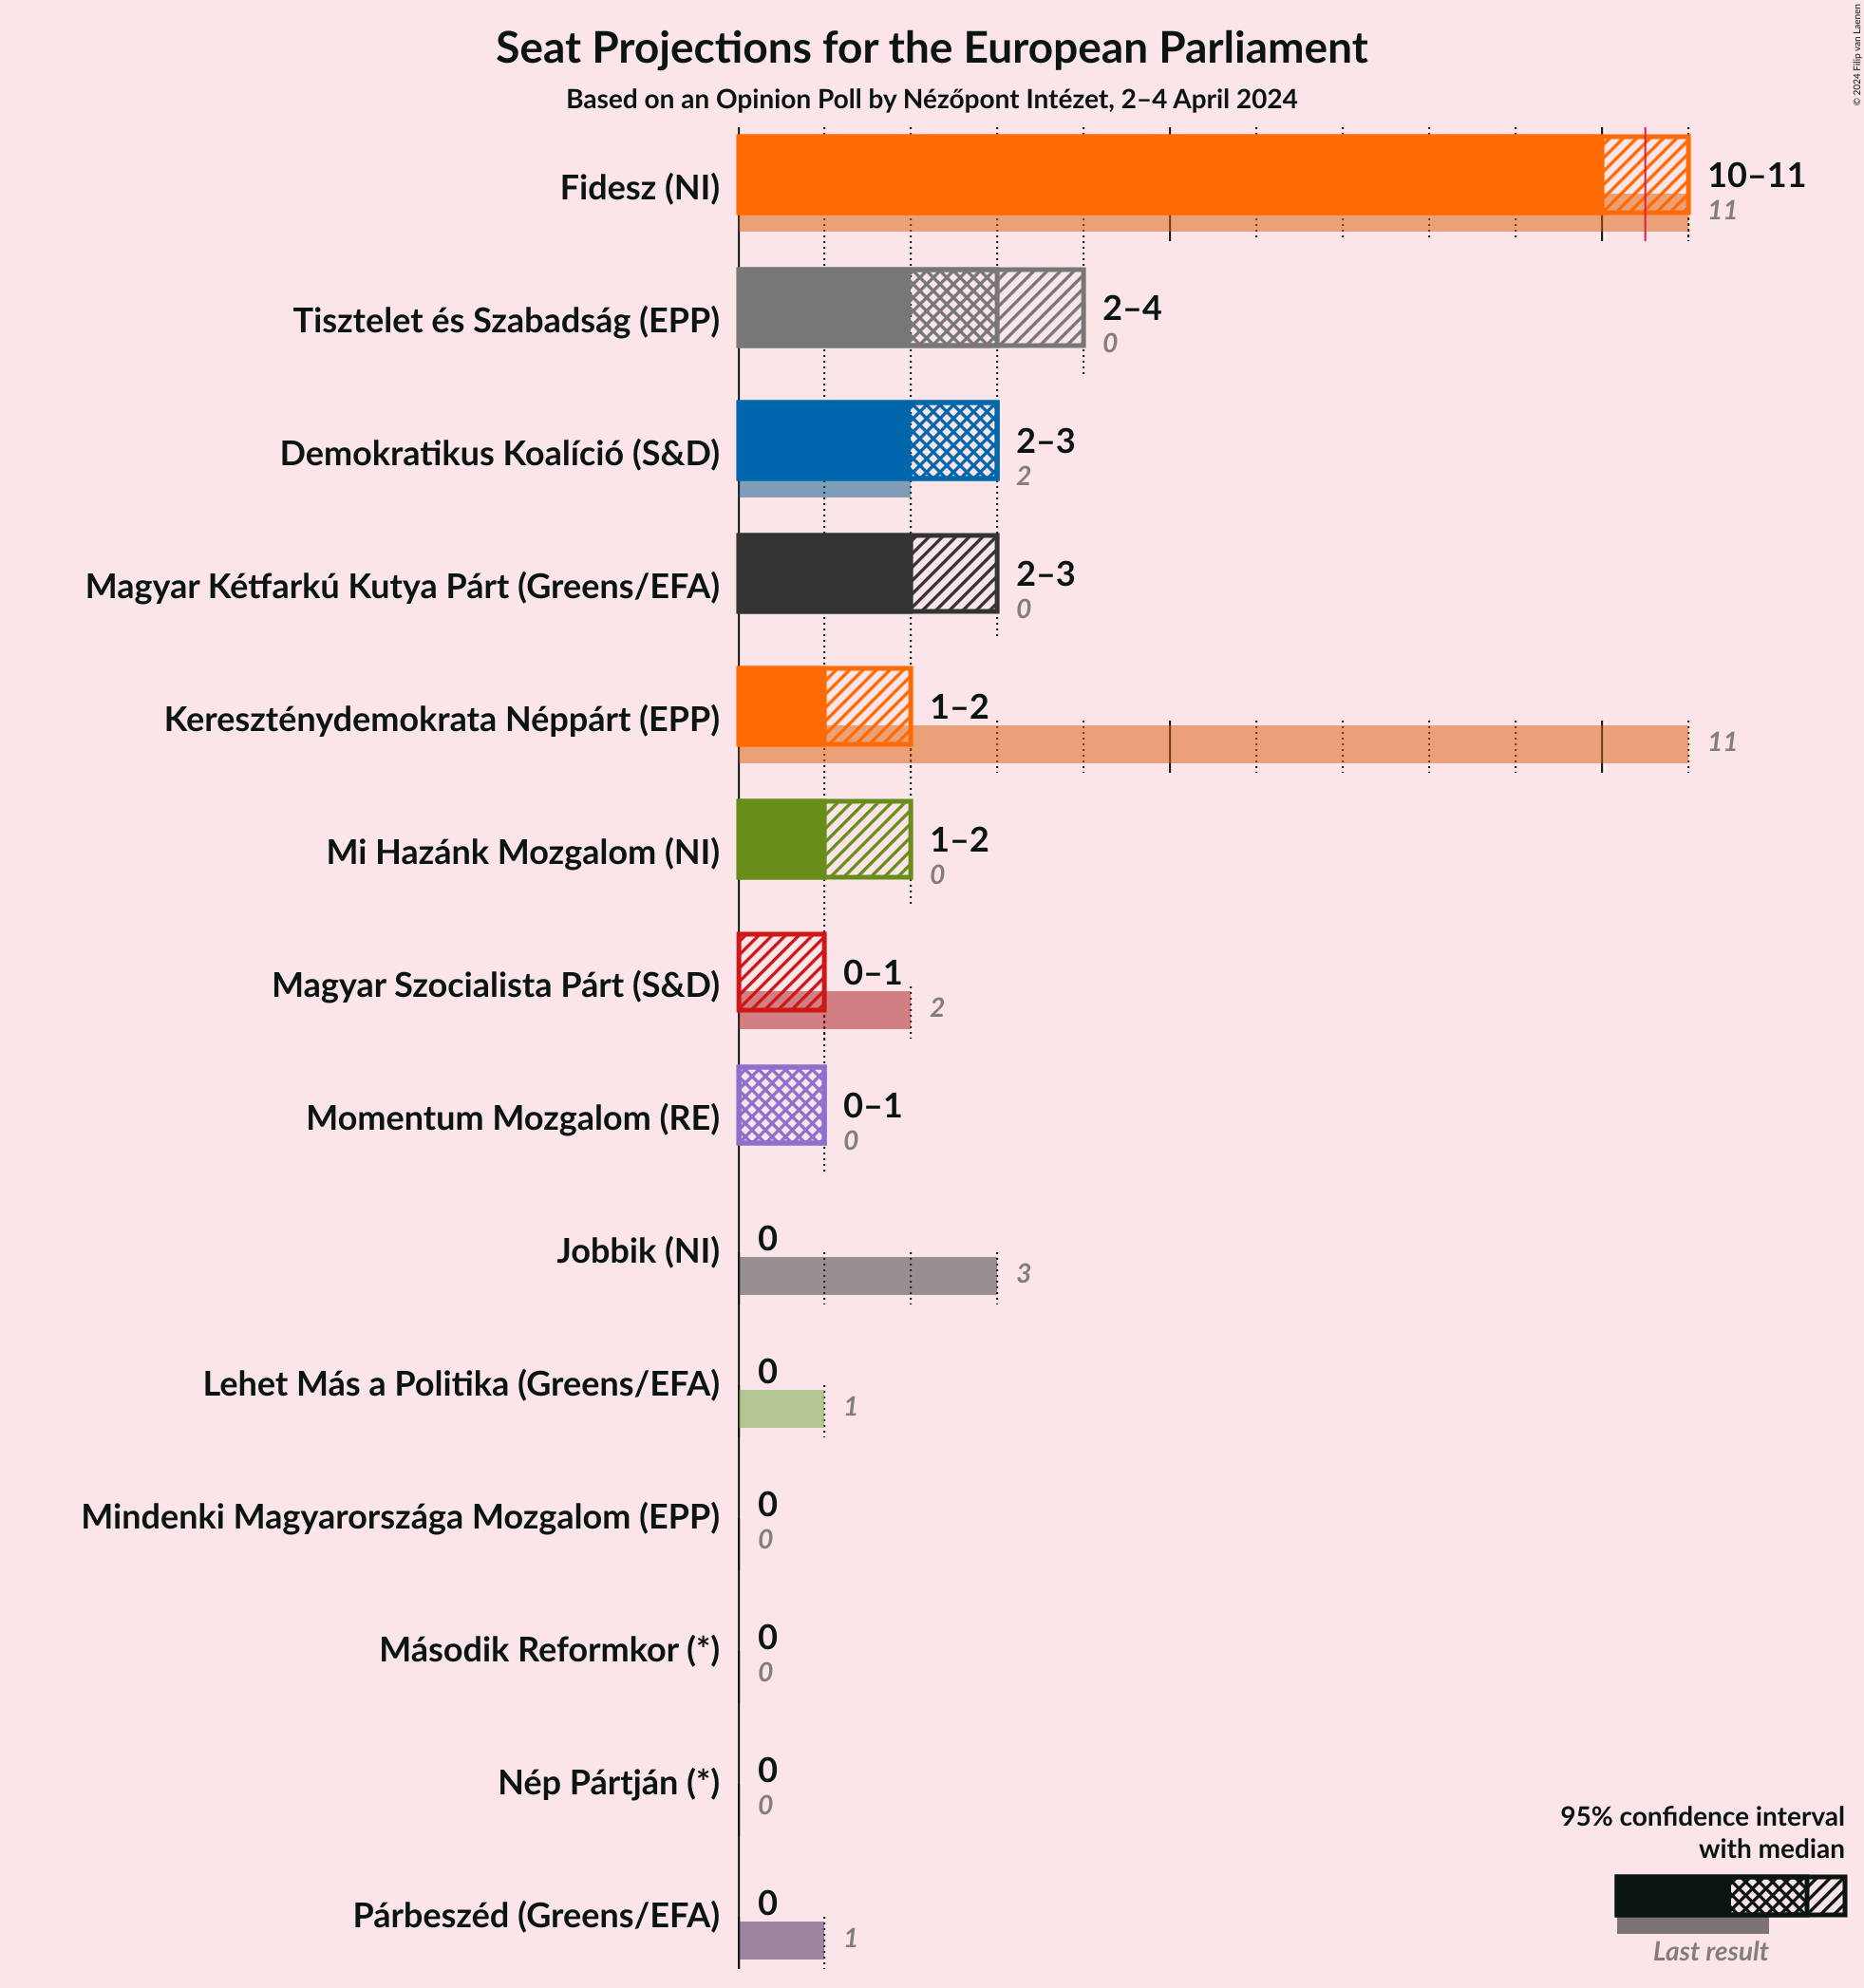 Seat Projections for the European Parliament
Based on an Opinion Poll by Nézőpont Intézet, 2–4 April 2024
© 2024 Filip van Laenen
Fidesz (NI)
10–11
11
Tisztelet és Szabadság (EPP)
2–4
0
Demokratikus Koalíció (S&D)
2–3
2
Magyar Kétfarkú Kutya Párt (Greens/EFA)
2–3
0
Kereszténydemokrata Néppárt (EPP)
1–2
11
Mi Hazánk Mozgalom (NI)
1–2
0
Magyar Szocialista Párt (S&D)
0–1
2
Momentum Mozgalom (RE)
0–1
0
Jobbik (NI)
0
3
Lehet Más a Politika (Greens/EFA)
0
1
Mindenki Magyarországa Mozgalom (EPP)
0
0
Második Reformkor (*)
0
0
Nép Pártján (*)
0
0
Párbeszéd (Greens/EFA)
0
1
95% confidence interval
with median
Last result